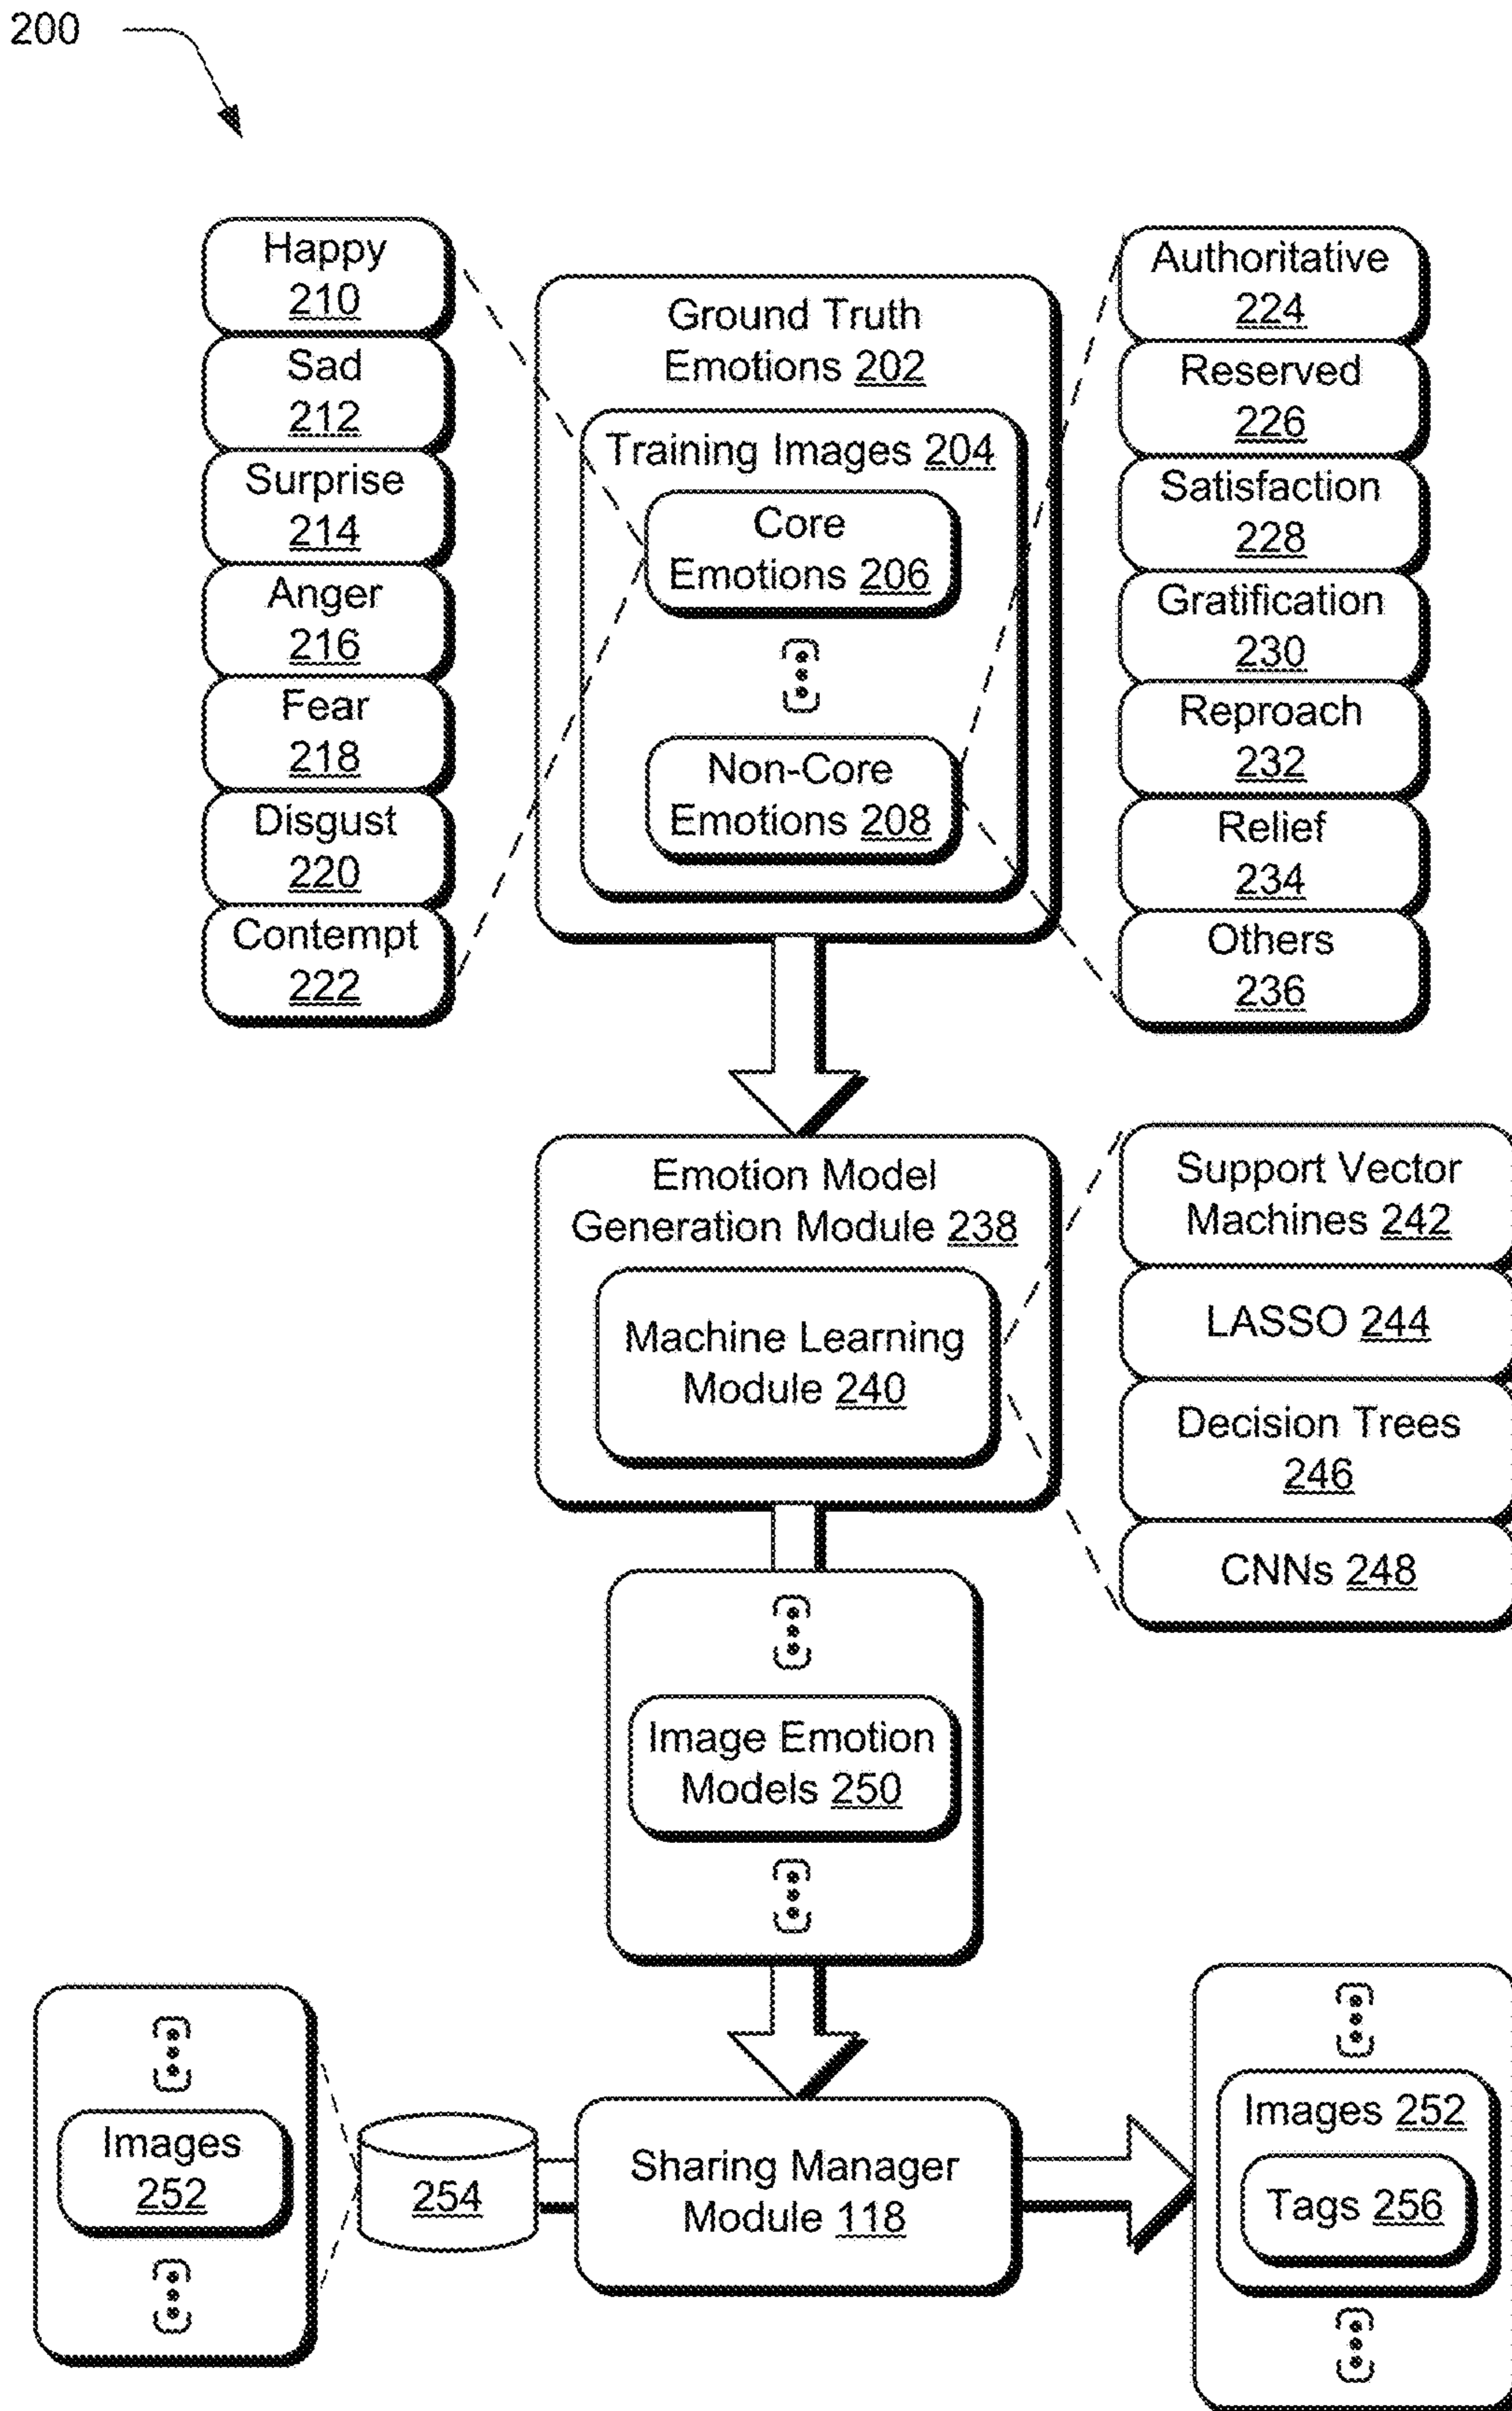 200
Happy
210
Sad
212
Surprise
214
Anger
216
Fear
218
Disgust
220
Contempt
222
Ground Truth
Emotions 202
Training Images 204
Core
Emotions 206
Non-Core
Emotions 208
Authoritative
224
Reserved
226
Satisfaction
228
Gratification
230
Reproach
232
Relief
234
Others
236
Emotion Model
Generation Module 238
Machine Learning
Module 240
Support Vector
Machines 242
LASSO 244
Decision Trees
246
CNNs 248
Image Emotion
Models 250
Images
252
254
Sharing Manager
Module 118
Images 252
Tags 256